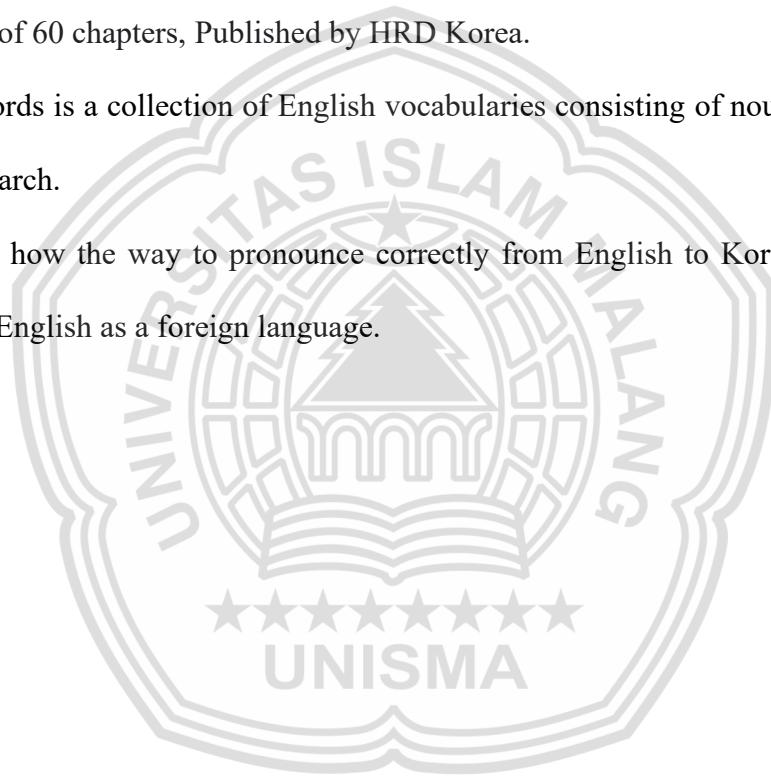 of 60 chapters, Published by HRD Korea.
ords is a collection of English vocabularies consisting of nou
arch.
how the way to pronounce correctly from English to Kor
English as a foreign language.
UNIVERSITAS ISLAM MALANG
UNISMA